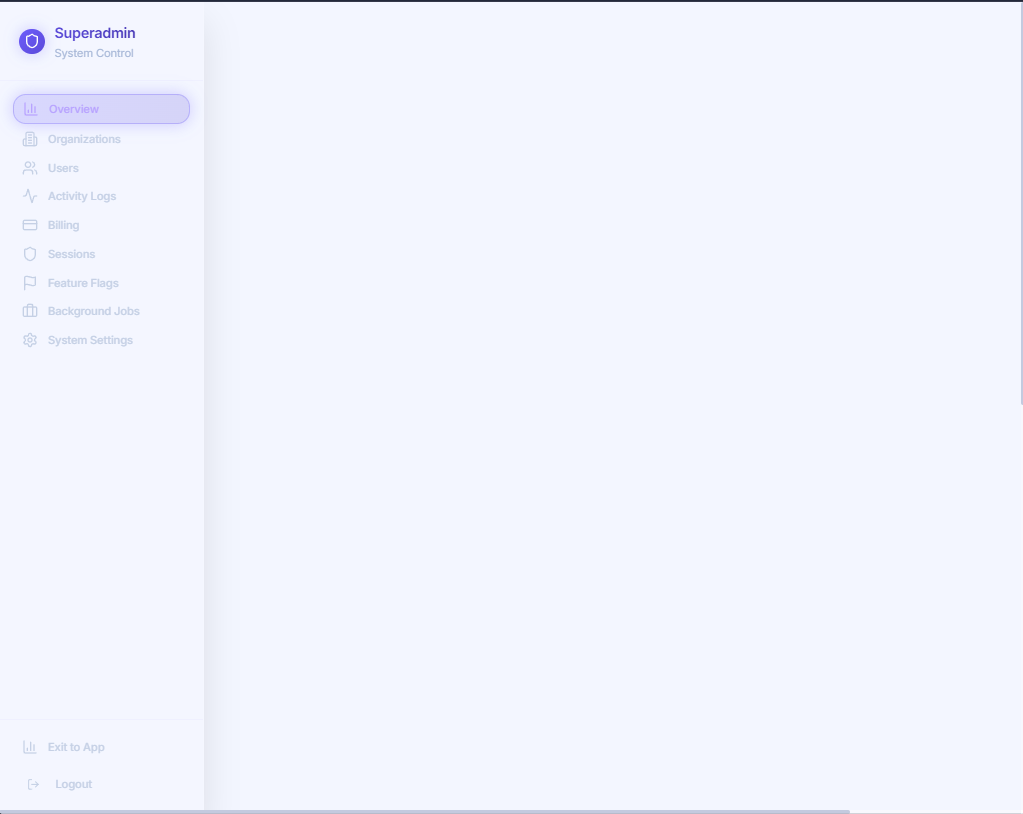 Superadmin
System Control
Overview
Organizations
Users
Activity Logs
Billing
Sessions
Feature Flags
Background Jobs
System Settings
Exit to App
Logout